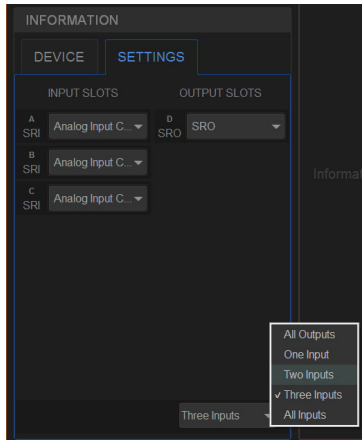 INFORMATION
DEVICE SETTINGS
INPUT SLOTS OUTPUT SLOTS
A
SRI Analog Input C...
D
SRO SRO
B
SRI Analog Input C...
C
SRI Analog Input C...
Informat
All Outputs
One Input
Two Inputs
✓ Three Inputs
All Inputs
Three Inputs